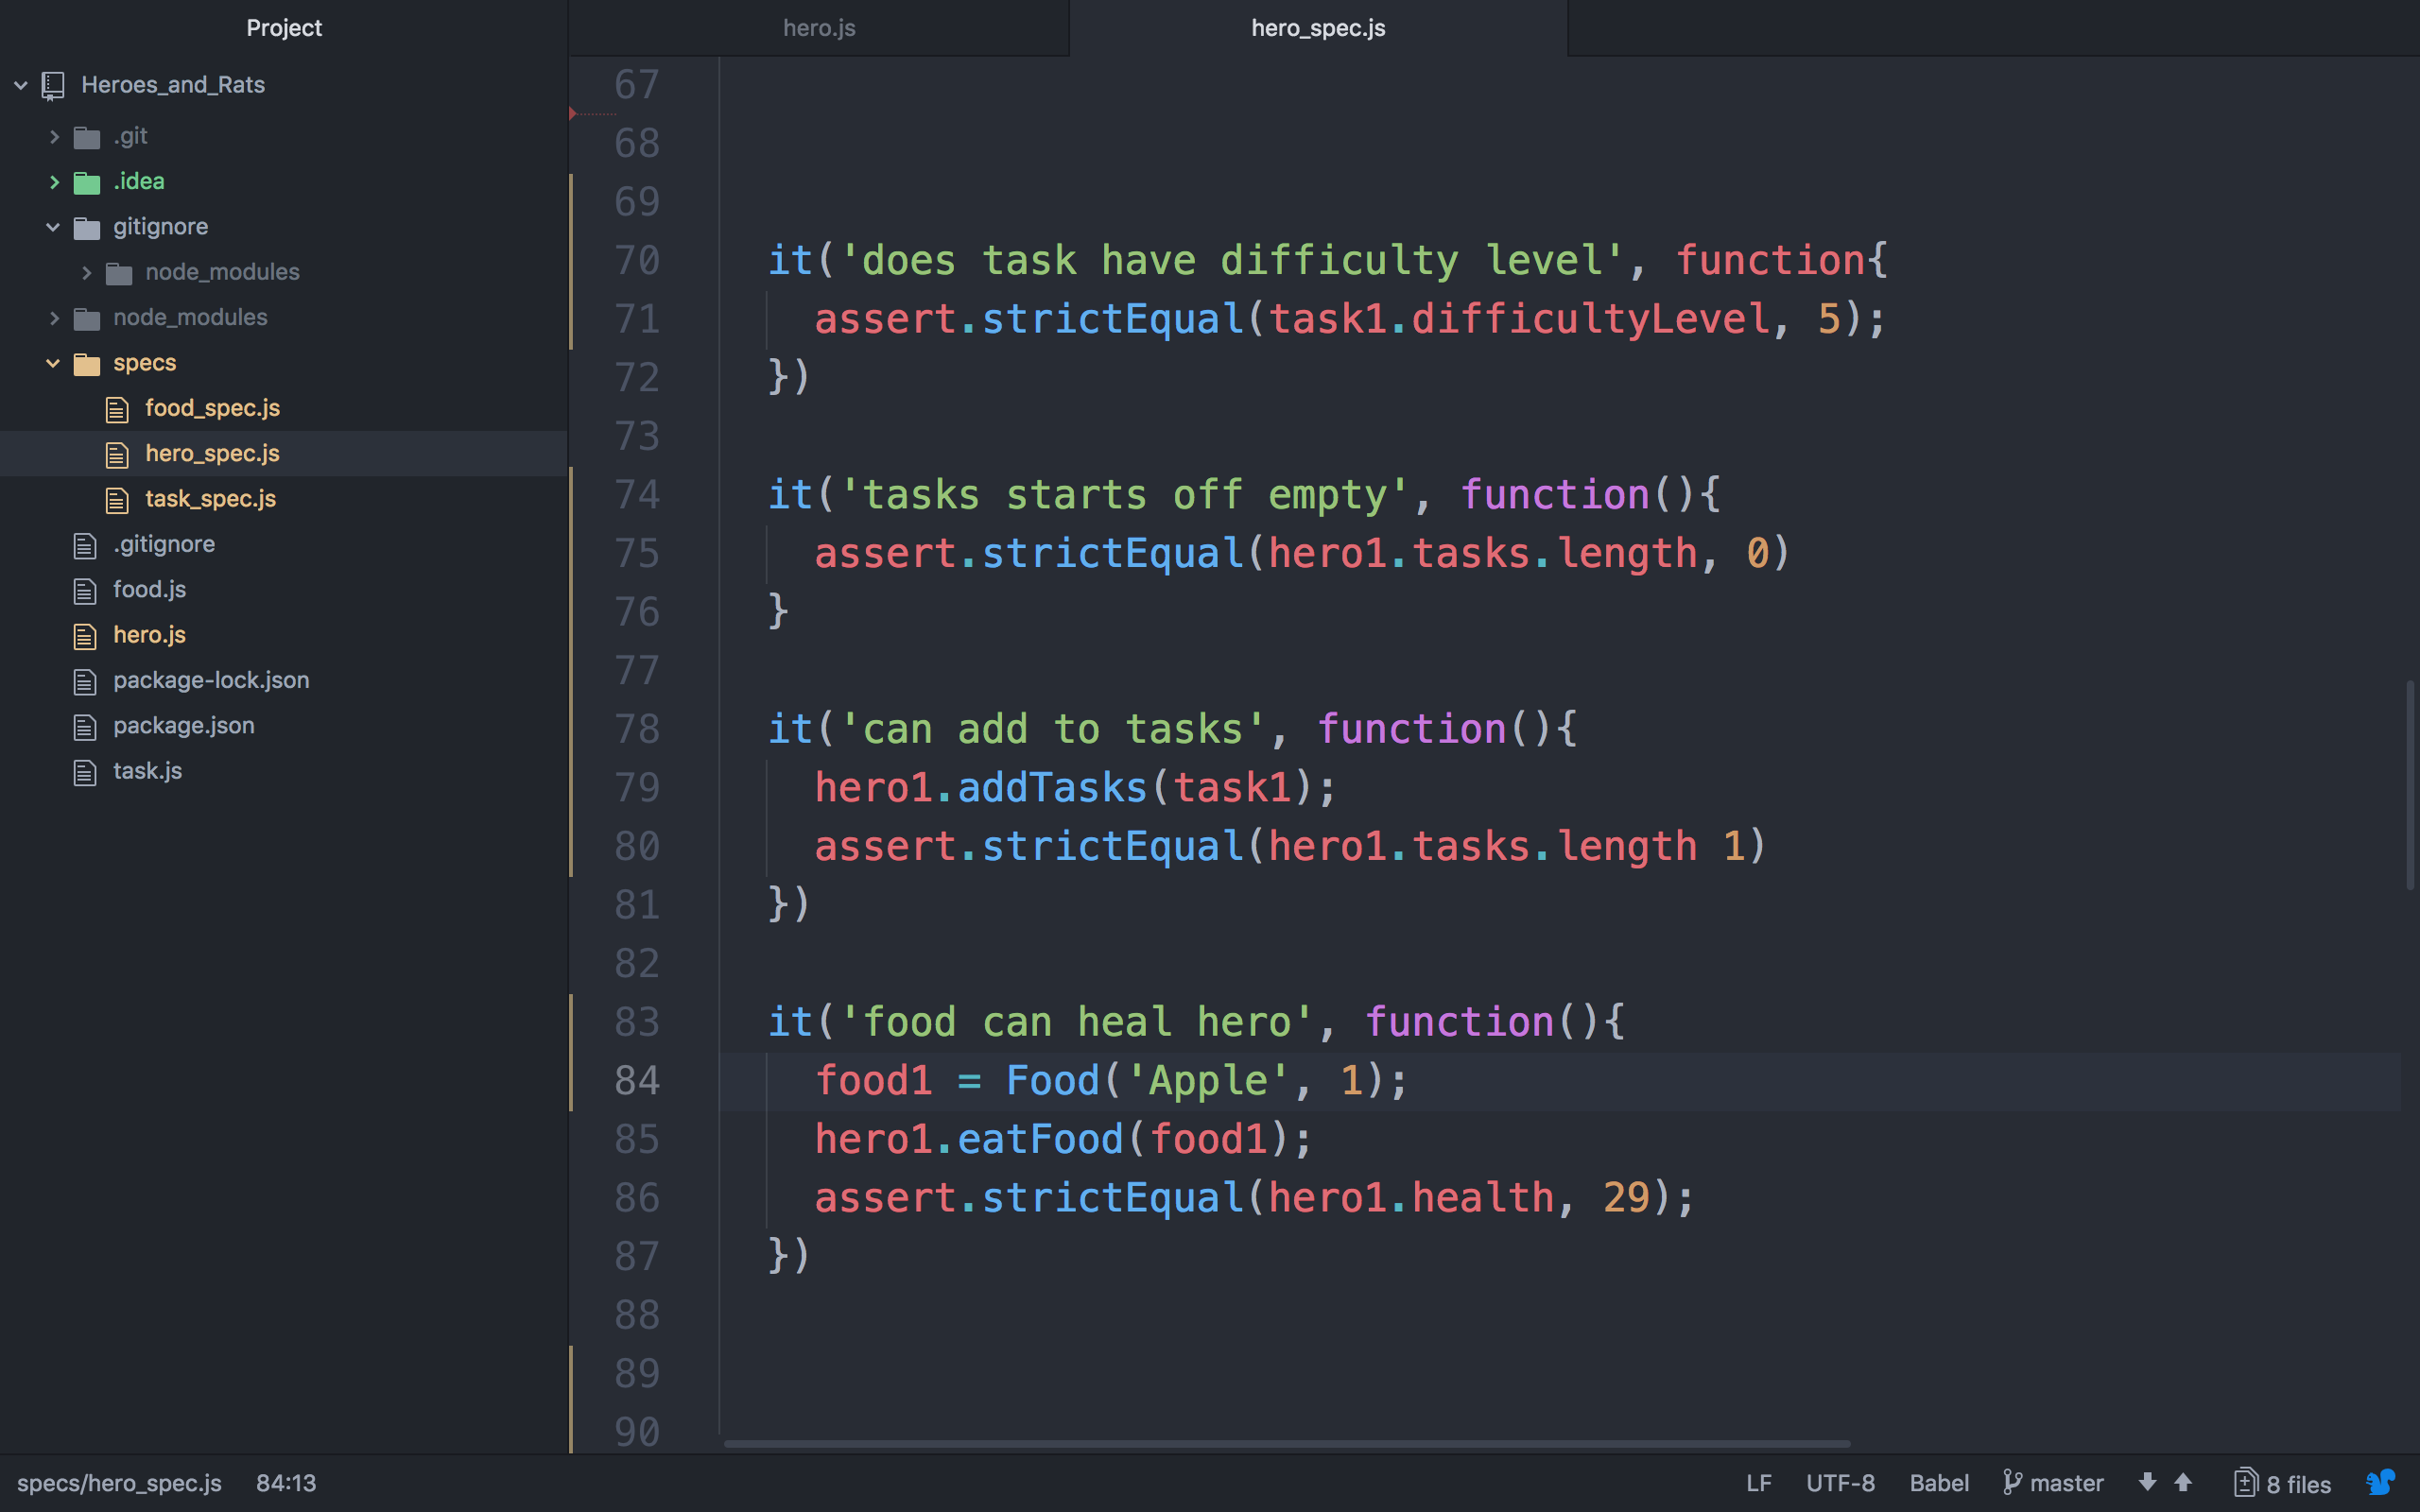 Project
Heroes_and_Rats
.git
.idea
gitignore
node_modules
node_modules
specs
food_spec.js
hero_spec.js
task_spec.js
.gitignore
food.js
hero.js
package-lock.json
package.json
task.js
hero.js
hero_spec.js
67
68
69
70 it('does task have difficulty level', function{
71 assert.strictEqual(task1.difficultyLevel, 5);
72 })
73
74 it('tasks starts off empty', function(){
75 assert.strictEqual(hero1.tasks.length, 0)
76 }
77
78 it('can add to tasks', function(){
79 hero1.addTasks(task1);
80 assert.strictEqual(hero1.tasks.length 1)
81 })
82
83 it('food can heal hero', function(){
84 food1 = Food('Apple', 1);
85 hero1.eatFood(food1);
86 assert.strictEqual(hero1.health, 29);
87 })
88
89
90
specs/hero_spec.js 84:13 LF UTF-8 Babel master 8 files